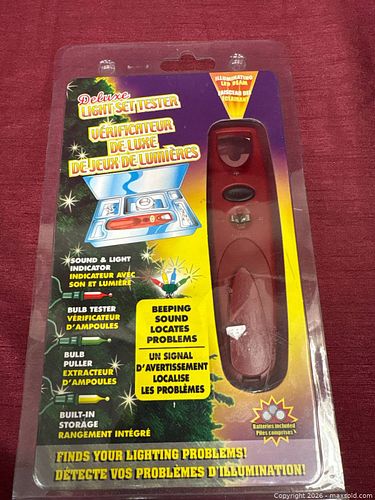 Deluxe
LIGHT SET TESTER
VÉRIFICATEUR
DE LUXE
DE JEUX DE LUMIÈRES
ILLUMINATING
LED BEAM
FAISCEAU DEL
ÉCLAIRANT
SOUND & LIGHT
INDICATOR
INDICATEUR AVEC
SON ET LUMIÈRE
BULB TESTER
VÉRIFICATEUR
D'AMPOULES
BULB
PULLER
EXTRACTEUR
D'AMPOULES
BUILT-IN
STORAGE
RANGEMENT INTÉGRÉ
BEEPING
SOUND
LOCATES
PROBLEMS
UN SIGNAL
D'AVERTISSEMENT
LOCALISE
LES PROBLÈMES
Batteries included
Piles comprises
FINDS YOUR LIGHTING PROBLEMS!
DÉTECTE VOS PROBLÈMES D'ILLUMINATION!
Copyright 2026 - maxsold.com